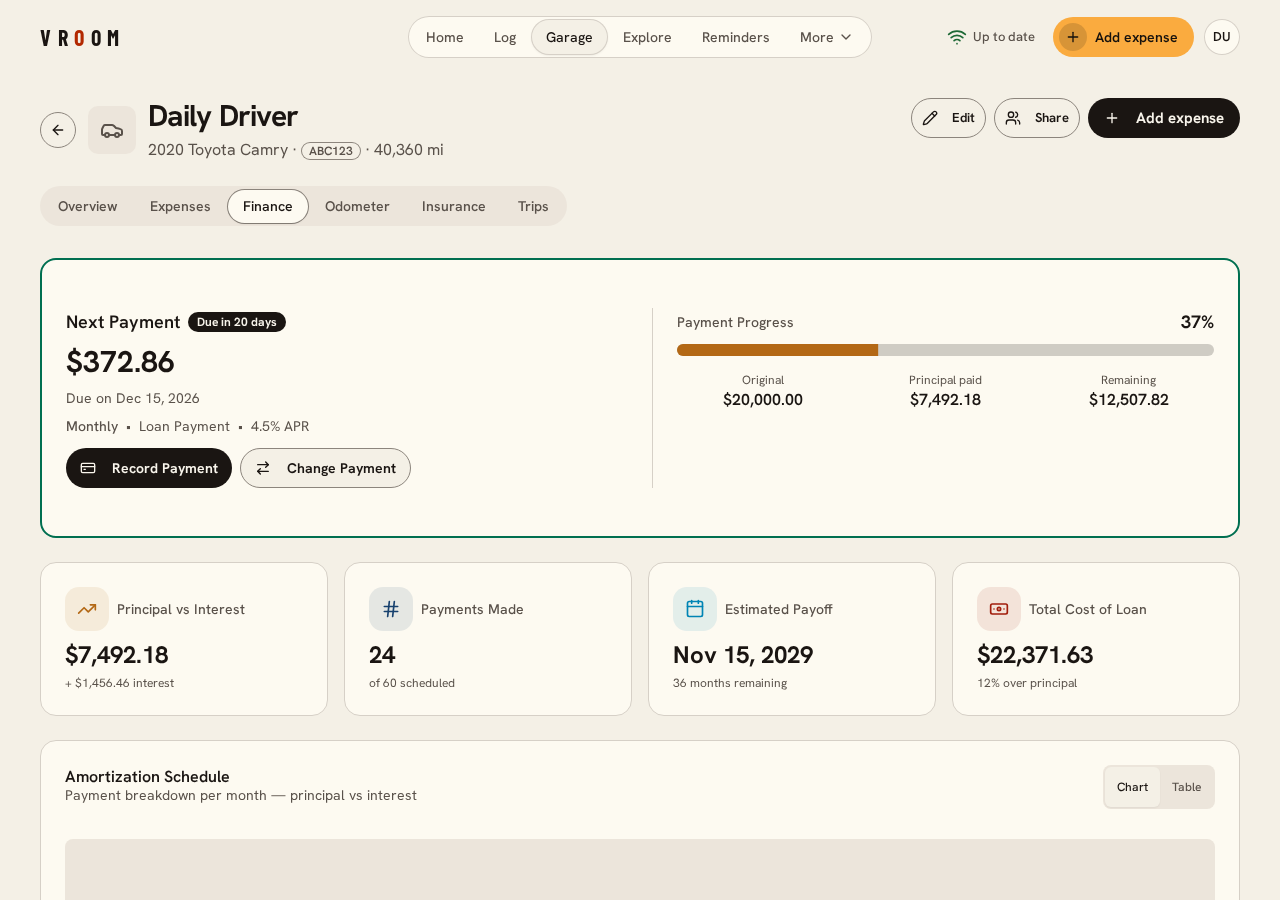 VROOM
Home
Log
Garage
Explore
Reminders
More
Up to date
Add expense
DU
Daily Driver
2020 Toyota Camry · ABC123 · 40,360 mi
Edit
Share
Add expense
Overview
Expenses
Finance
Odometer
Insurance
Trips
Next Payment
Due in 20 days
$372.86
Due on Dec 15, 2026
Monthly • Loan Payment • 4.5% APR
Record Payment
Change Payment
Payment Progress
37%
Original
$20,000.00
Principal paid
$7,492.18
Remaining
$12,507.82
Principal vs Interest
$7,492.18
+ $1,456.46 interest
Payments Made
24
of 60 scheduled
Estimated Payoff
Nov 15, 2029
36 months remaining
Total Cost of Loan
$22,371.63
12% over principal
Amortization Schedule
Payment breakdown per month — principal vs interest
Chart
Table